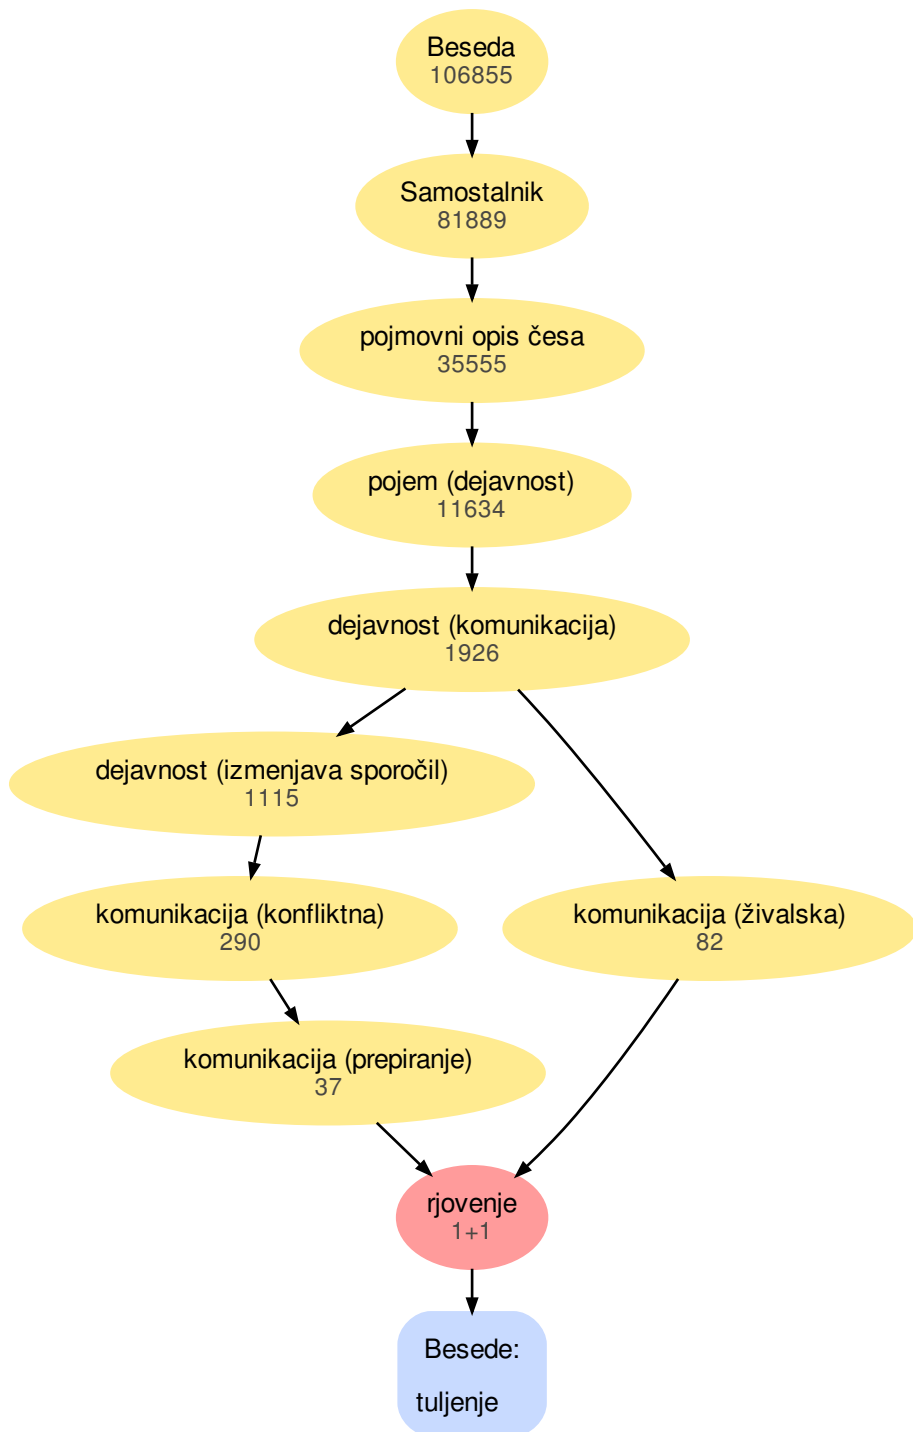 Beseda
106855
Samostalnik
81889
pojmovni opis česa
35555
pojem (dejavnost)
11634
dejavnost (komunikacija)
1926
dejavnost (izmenjava sporočil)
1115
komunikacija (konfliktna)
290
komunikacija (živalska)
82
komunikacija (prepiranje)
37
rjovenje
1+1
Besede:
tuljenje